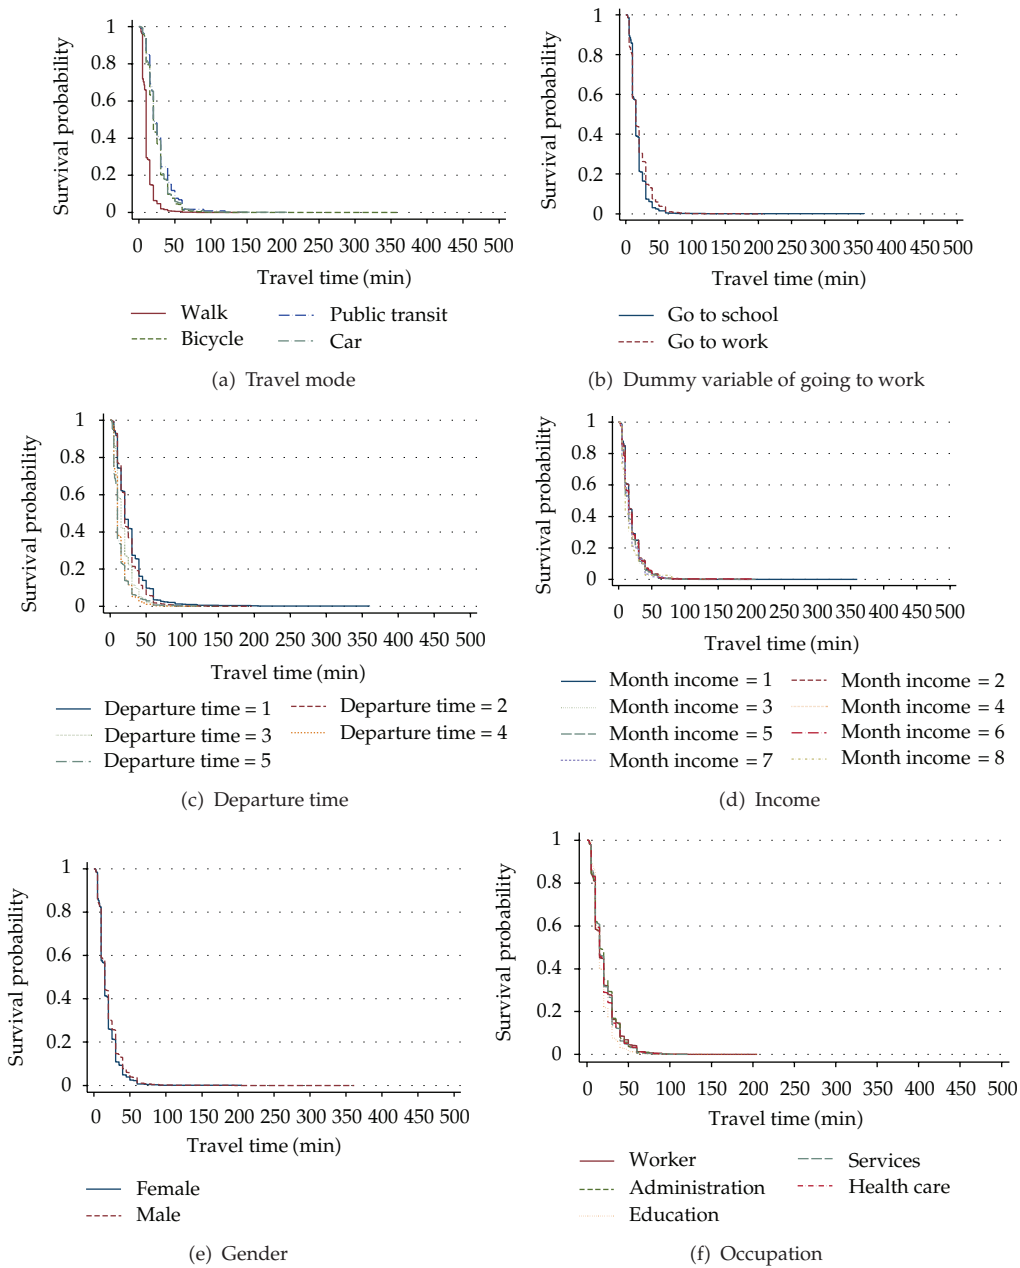 Survival probability
1
0.8
0.6
0.4
0.2
0
0 50 100 150 200 250 300 350 400 450 500
Travel time (min)
Walk
Public transit
Bicycle
Car
(a) Travel mode
Survival probability
1
0.8
0.6
0.4
0.2
0
0 50 100 150 200 250 300 350 400 450 500
Travel time (min)
Go to school
Go to work
(b) Dummy variable of going to work
Survival probability
1
0.8
0.6
0.4
0.2
0
0 50 100 150 200 250 300 350 400 450 500
Travel time (min)
Departure time = 1
Departure time = 2
Departure time = 3
Departure time = 4
Departure time = 5
(c) Departure time
Survival probability
1
0.8
0.6
0.4
0.2
0
0 50 100 150 200 250 300 350 400 450 500
Travel time (min)
Month income = 1
Month income = 2
Month income = 3
Month income = 4
Month income = 5
Month income = 6
Month income = 7
Month income = 8
(d) Income
Survival probability
1
0.8
0.6
0.4
0.2
0
0 50 100 150 200 250 300 350 400 450 500
Travel time (min)
Female
Male
(e) Gender
Survival probability
1
0.8
0.6
0.4
0.2
0
0 50 100 150 200 250 300 350 400 450 500
Travel time (min)
Worker
Services
Administration
Health care
Education
(f) Occupation